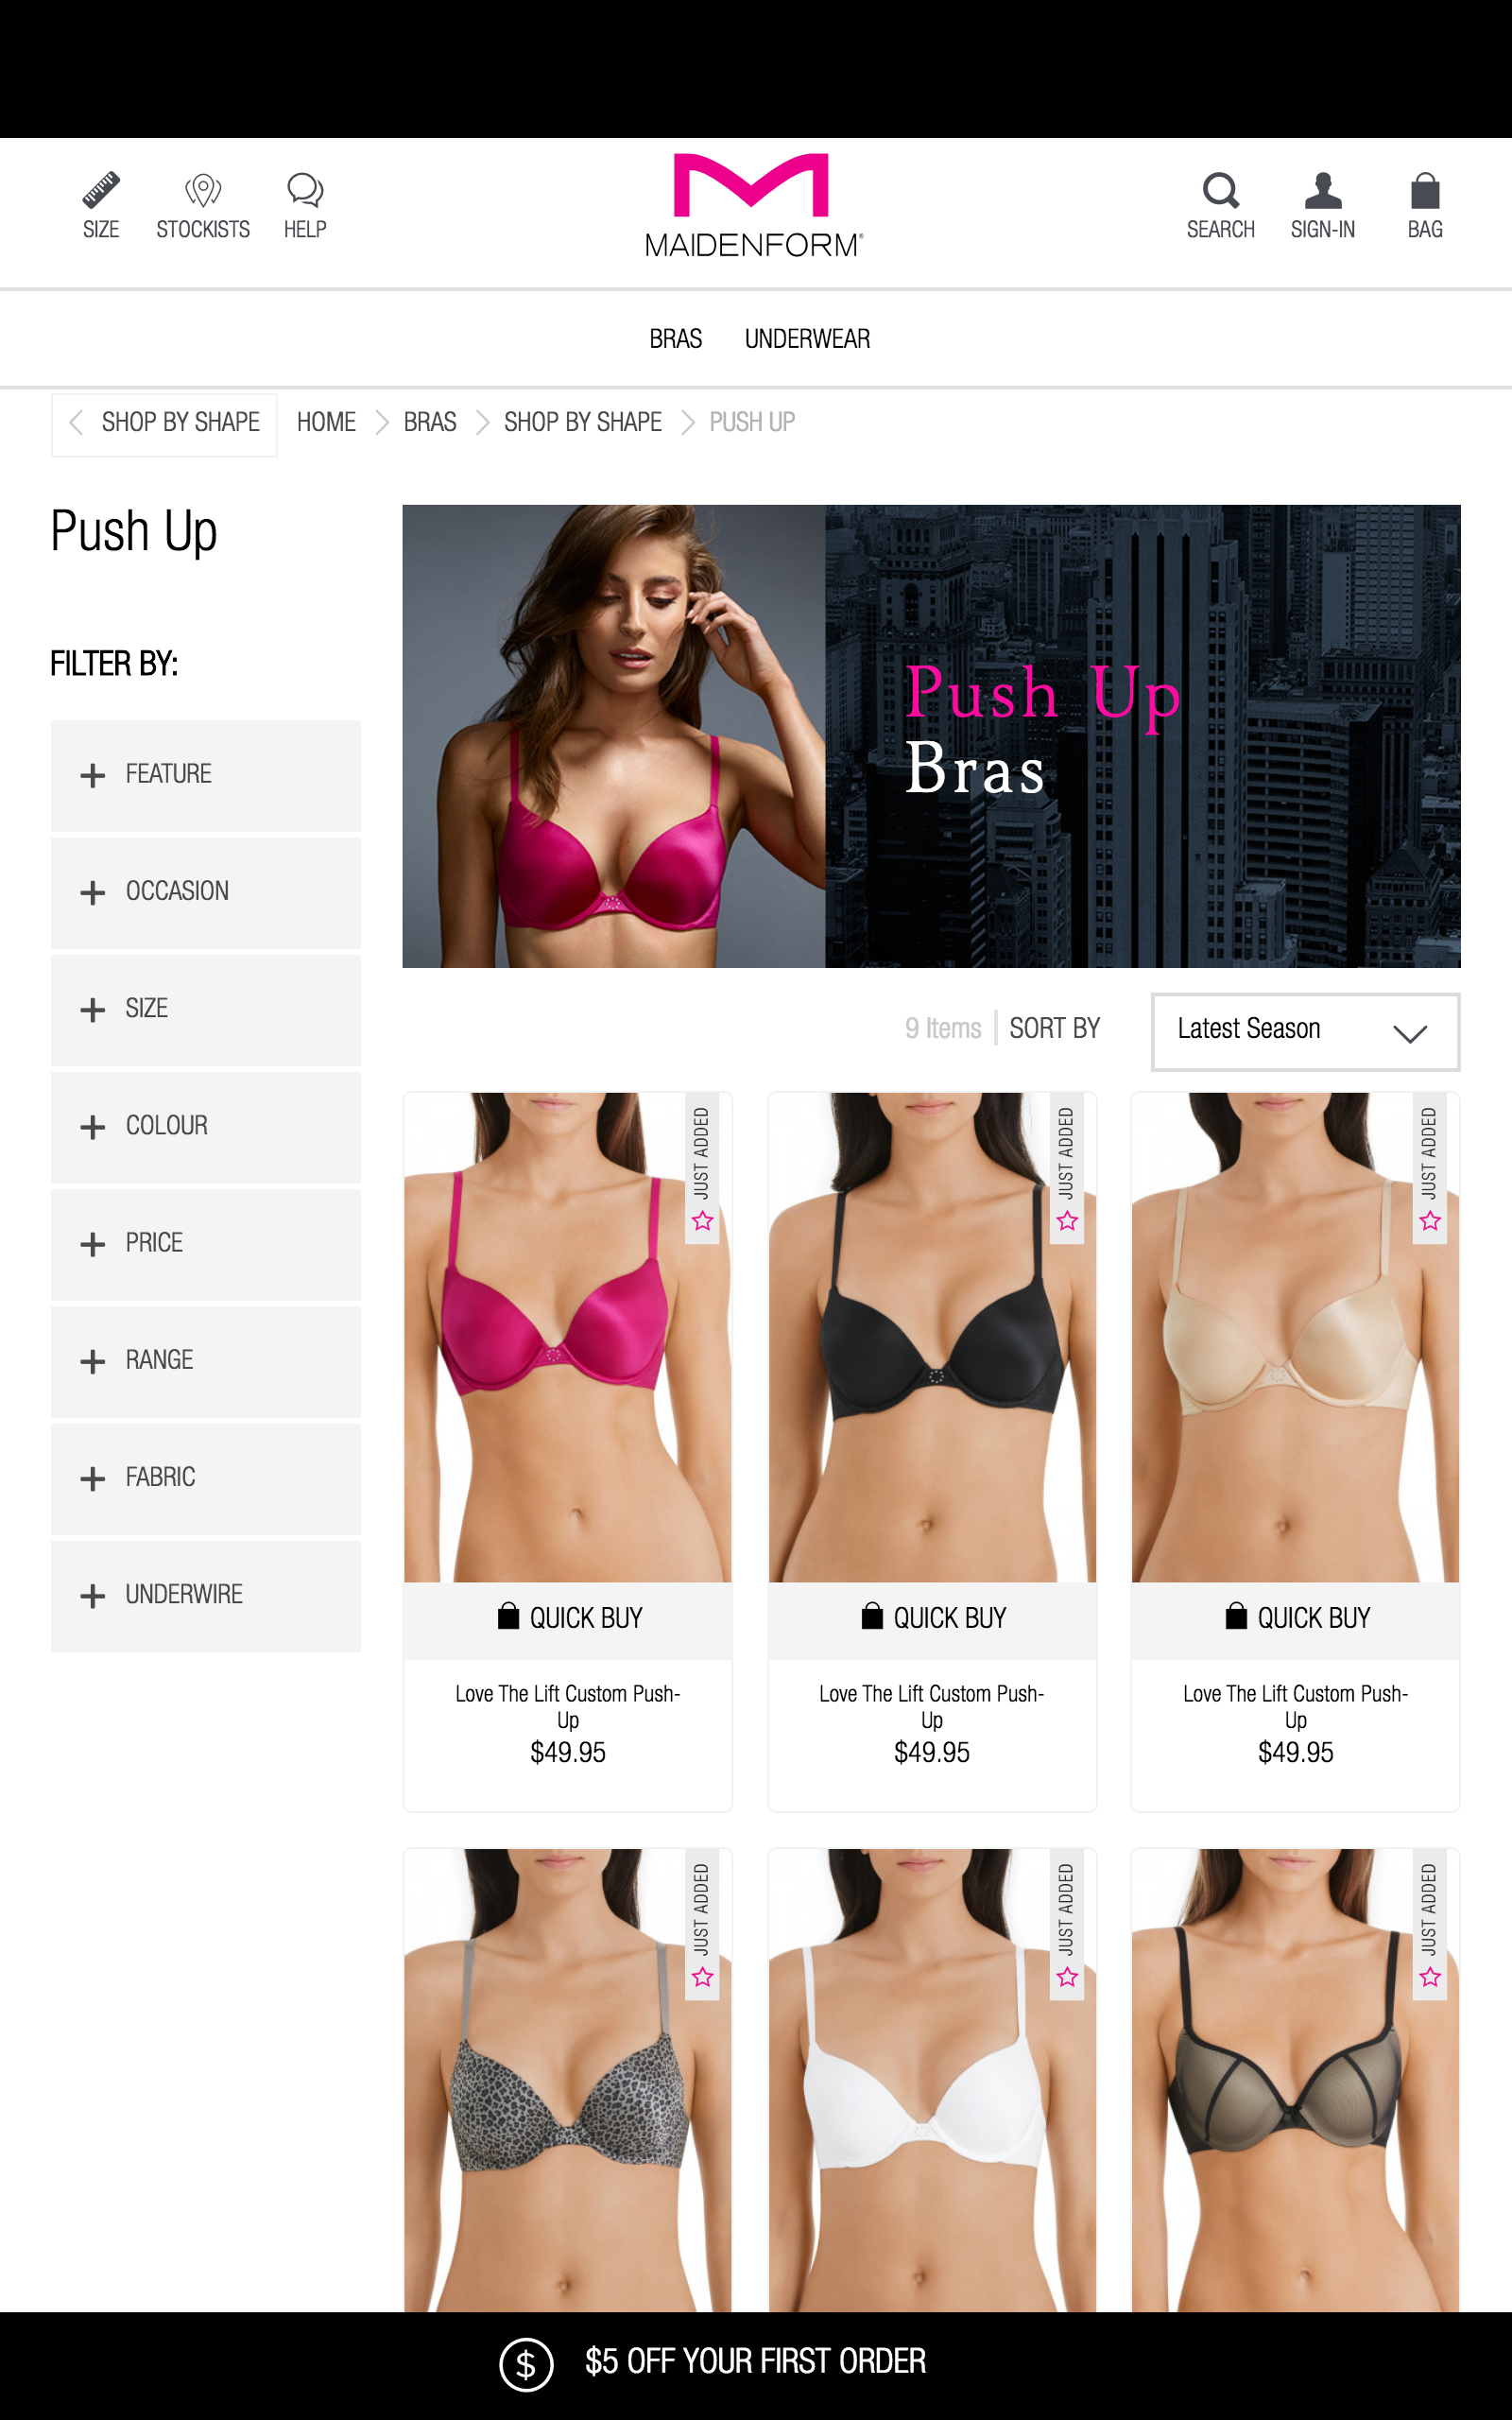 SIZE
STOCKISTS
HELP
MAIDENFORM®
SEARCH
SIGN-IN
BAG
BRAS
UNDERWEAR
SHOP BY SHAPE
HOME
BRAS
SHOP BY SHAPE
PUSH UP
Push Up
FILTER BY:
FEATURE
OCCASION
SIZE
COLOUR
PRICE
RANGE
FABRIC
UNDERWIRE
Push Up
Bras
9 Items
SORT BY
Latest Season
JUST ADDED
JUST ADDED
JUST ADDED
QUICK BUY
QUICK BUY
QUICK BUY
Love The Lift Custom Push-
Up
$49.95
Love The Lift Custom Push-
Up
$49.95
Love The Lift Custom Push-
Up
$49.95
JUST ADDED
JUST ADDED
JUST ADDED
$ $5 OFF YOUR FIRST ORDER